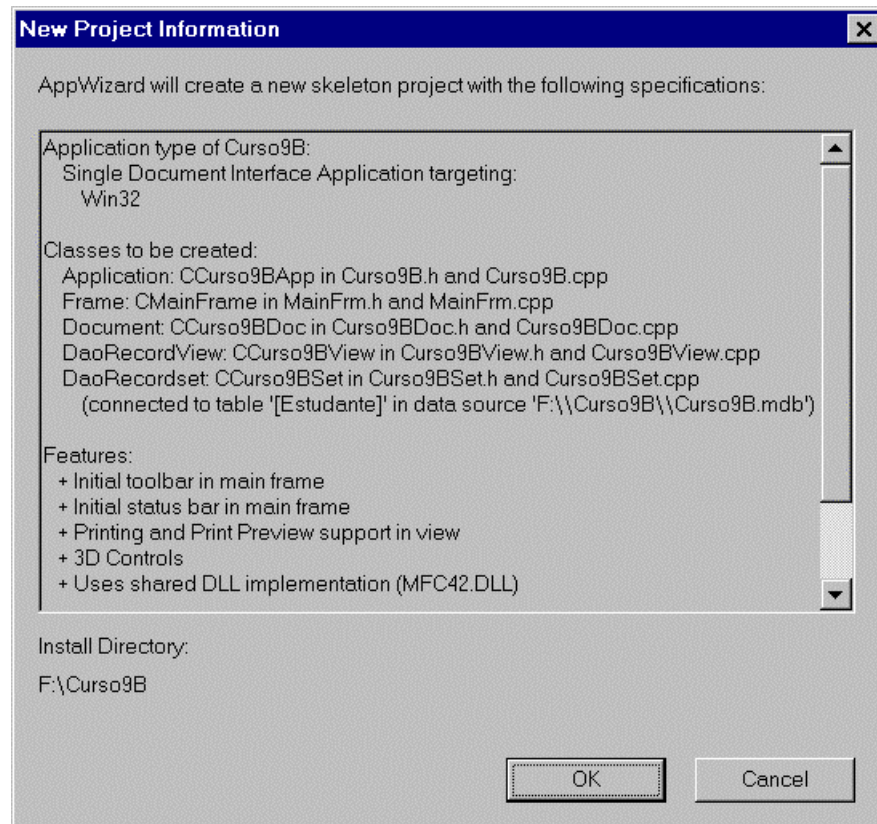 New Project Information
AppWizard will create a new skeleton project with the following specifications:
Application type of Curso9B:
Single Document Interface Application targeting:
Win32
Classes to be created:
Application: CCurso9BApp in Curso9B.h and Curso9B.cpp
Frame: CMainFrame in MainFrm.h and MainFrm.cpp
Document: CCurso9BDoc in Curso9BDoc.h and Curso9BDoc.cpp
DaoRecordView: CCurso9BView in Curso9BView.h and Curso9BView.cpp
DaoRecordset: CCurso9BSet in Curso9BSet.h and Curso9BSet.cpp
(connected to table '[Estudante]' in data source 'F:\\Curso9B\\Curso9B.mdb')
Features:
+ Initial toolbar in main frame
+ Initial status bar in main frame
+ Printing and Print Preview support in view
+ 3D Controls
+ Uses shared DLL implementation (MFC42.DLL)
Install Directory:
F:\Curso9B
OK Cancel